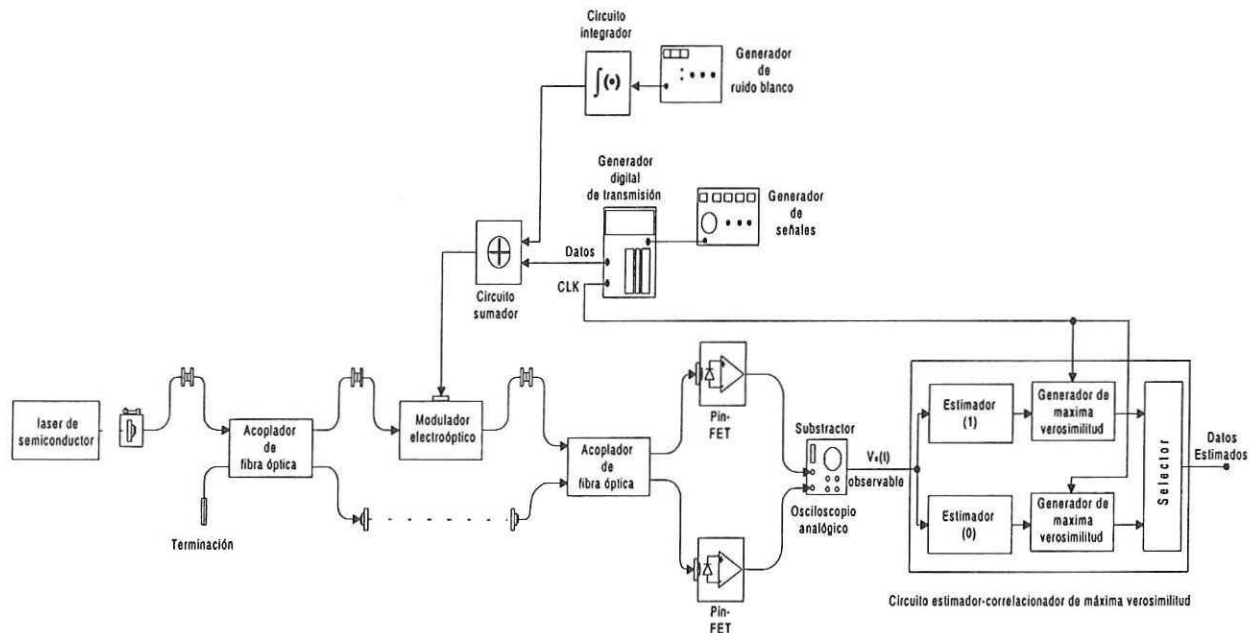 Circuito
integrador
∫(•)
Generador
de
ruido blanco
Generador
digital
de transmisión
Generador
de
señales
Datos
CLK
Circuito
sumador
laser de
semiconductor
Acoplador
de
fibra óptica
Terminación
Modulador
electroóptico
Acoplador
de
fibra óptica
Pin-
FET
Pin-
FET
Substractor
Osciloscopio
analógico
Vₐ(t)
observable
Estimador
(1)
Generador de
maxima
verosimilitud
Estimador
(0)
Generador de
maxima
verosimilitud
Selector
Datos
Estimados
Circuito estimador-correlacionador de máxima verosimilitud